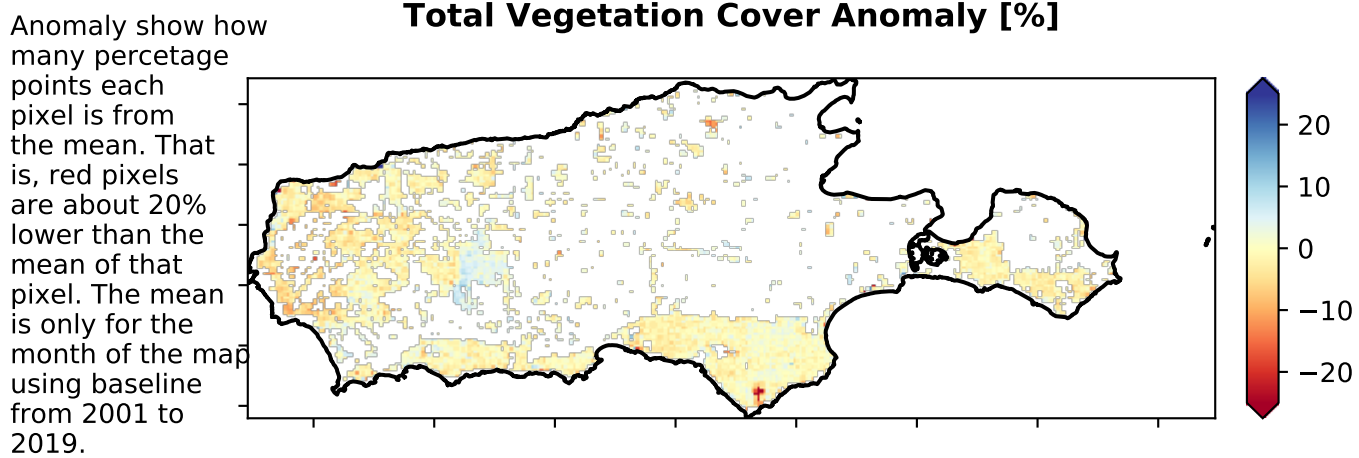 Total Vegetation Cover Anomaly [%]
Anomaly show how
many percetage
points each
pixel is from
the mean. That
is, red pixels
are about 20%
lower than the
mean of that
pixel. The mean
is only for the
month of the map
using baseline
from 2001 to
2019.
20
10
0
−10
−20